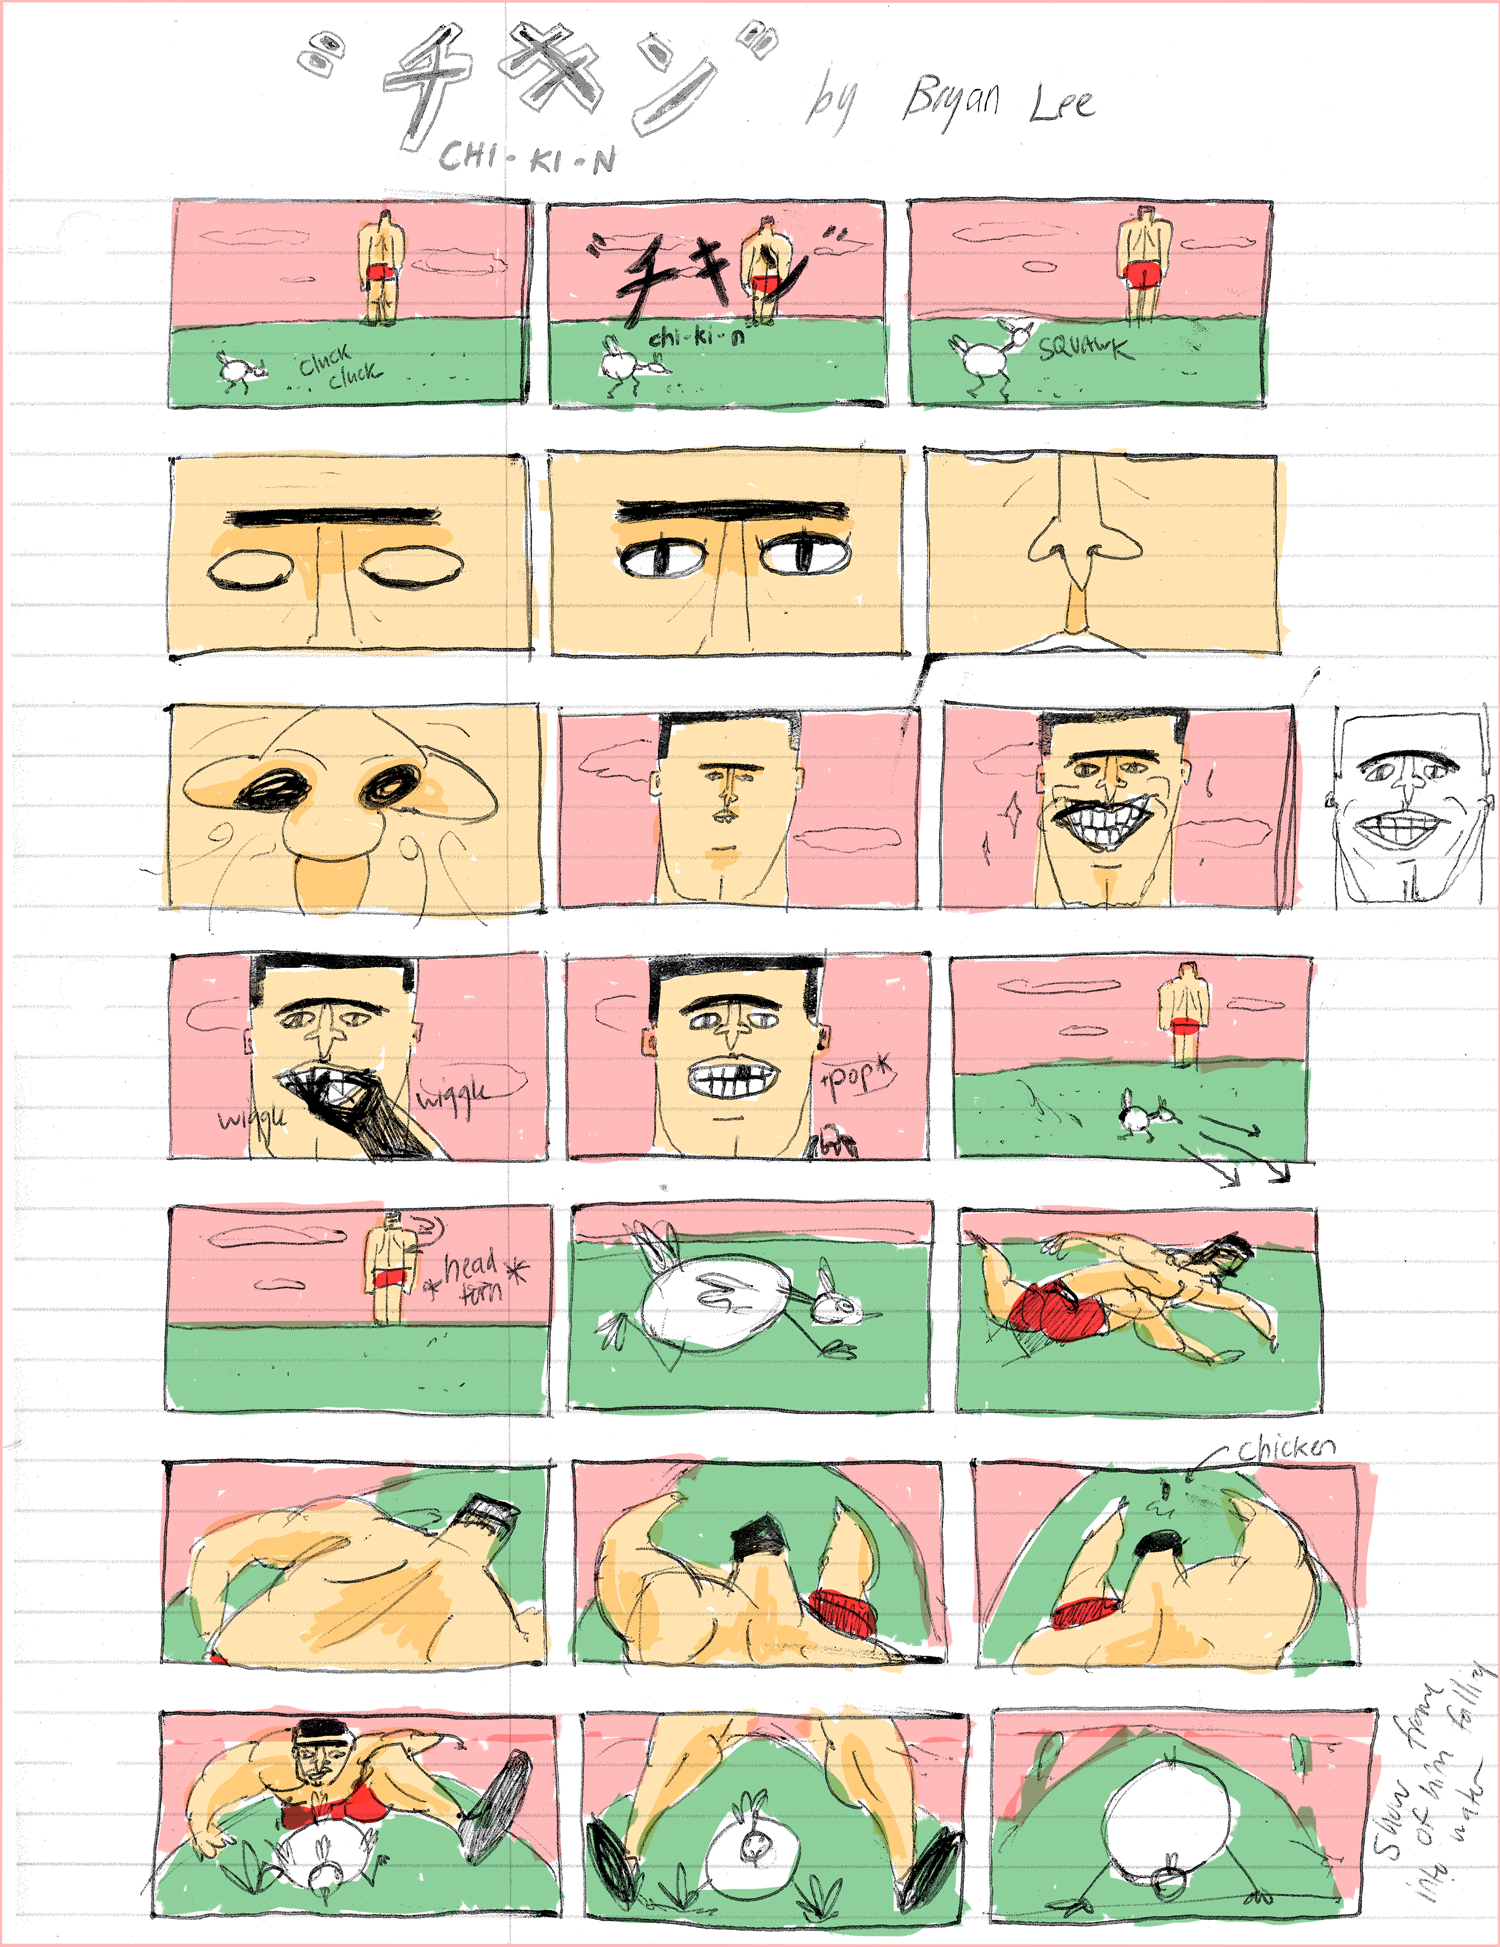 "チキン" by Bryan Lee
CHI-KI-N
cluck
cluck
"チキン"
chi-ki-n
SQUAWK
wiggle
wiggle
*pop*
*head
turn*
chicken
Show frame
of him falling
into water